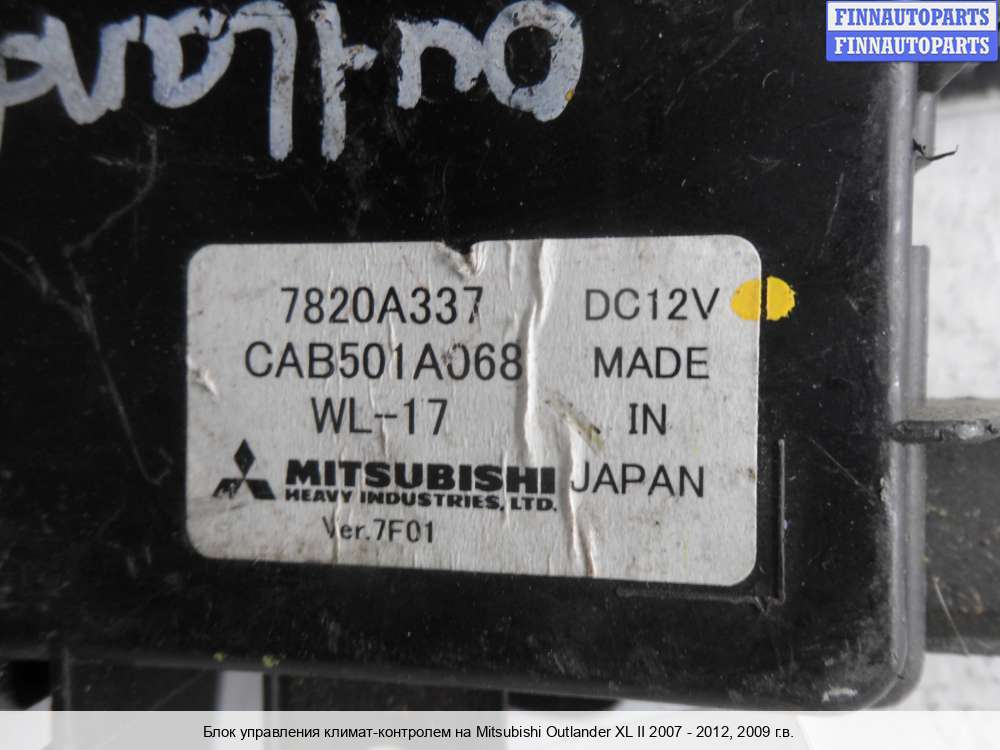 FINNAUTOPARTS
FINNAUTOPARTS
7820A337 DC12V
CAB501A068 MADE
WL-17 IN
MITSUBISHI JAPAN
HEAVY INDUSTRIES, LTD.
Ver.7F01
Блок управления климат-контролем на Mitsubishi Outlander XL II 2007 - 2012, 2009 г.в.